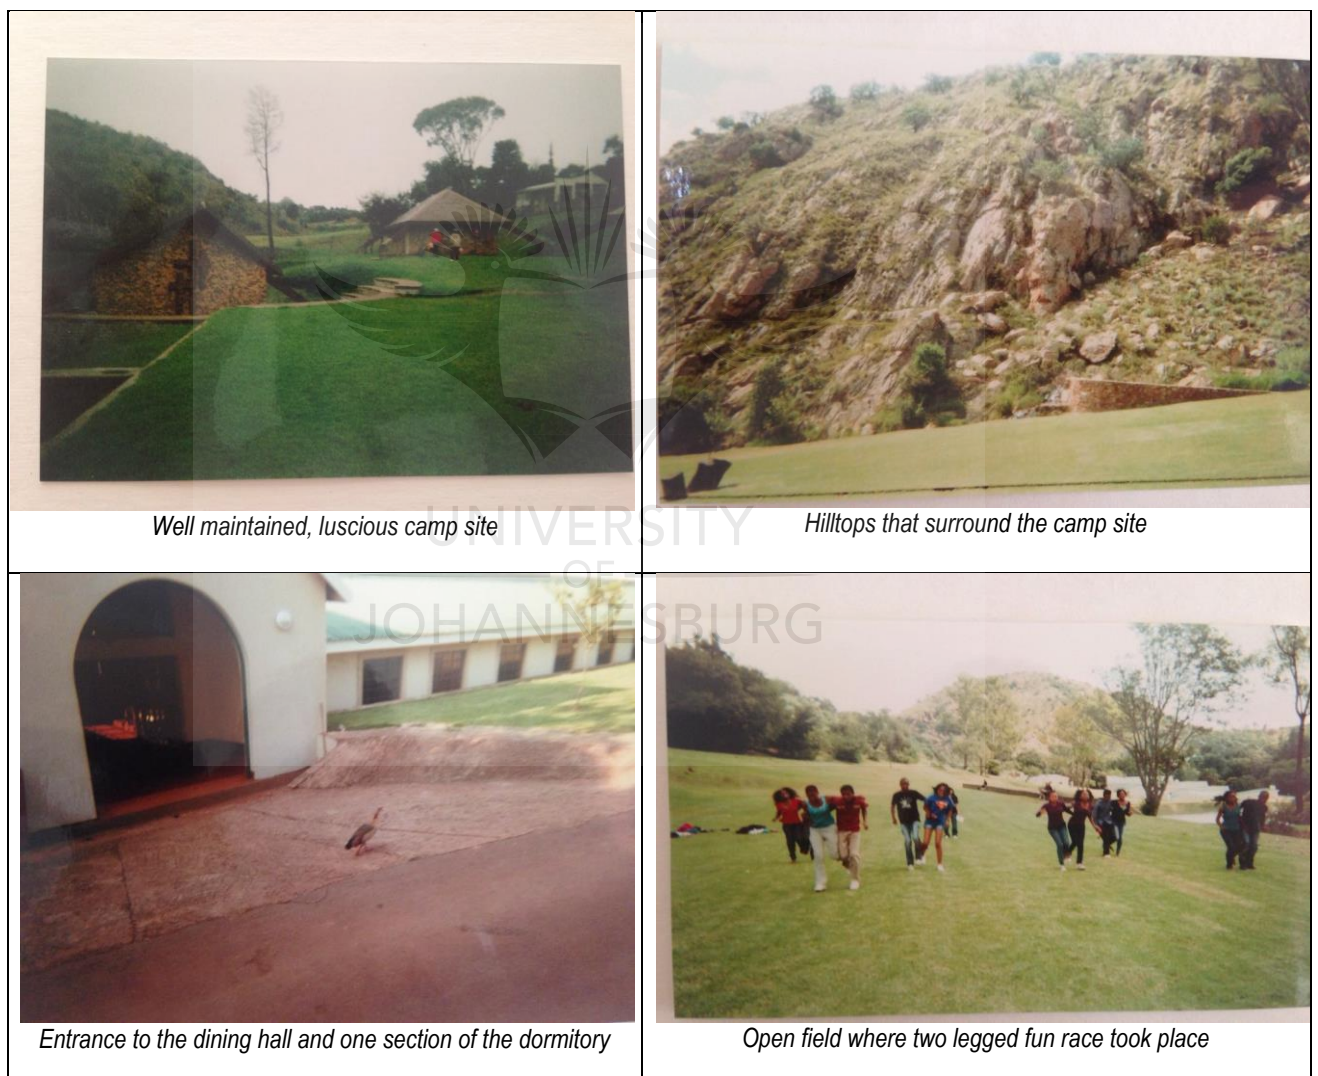 Well maintained, luscious camp site
Hilltops that surround the camp site
UNIVERSITY
OF
JOHANNESBURG
Entrance to the dining hall and one section of the dormitory
Open field where two legged fun race took place